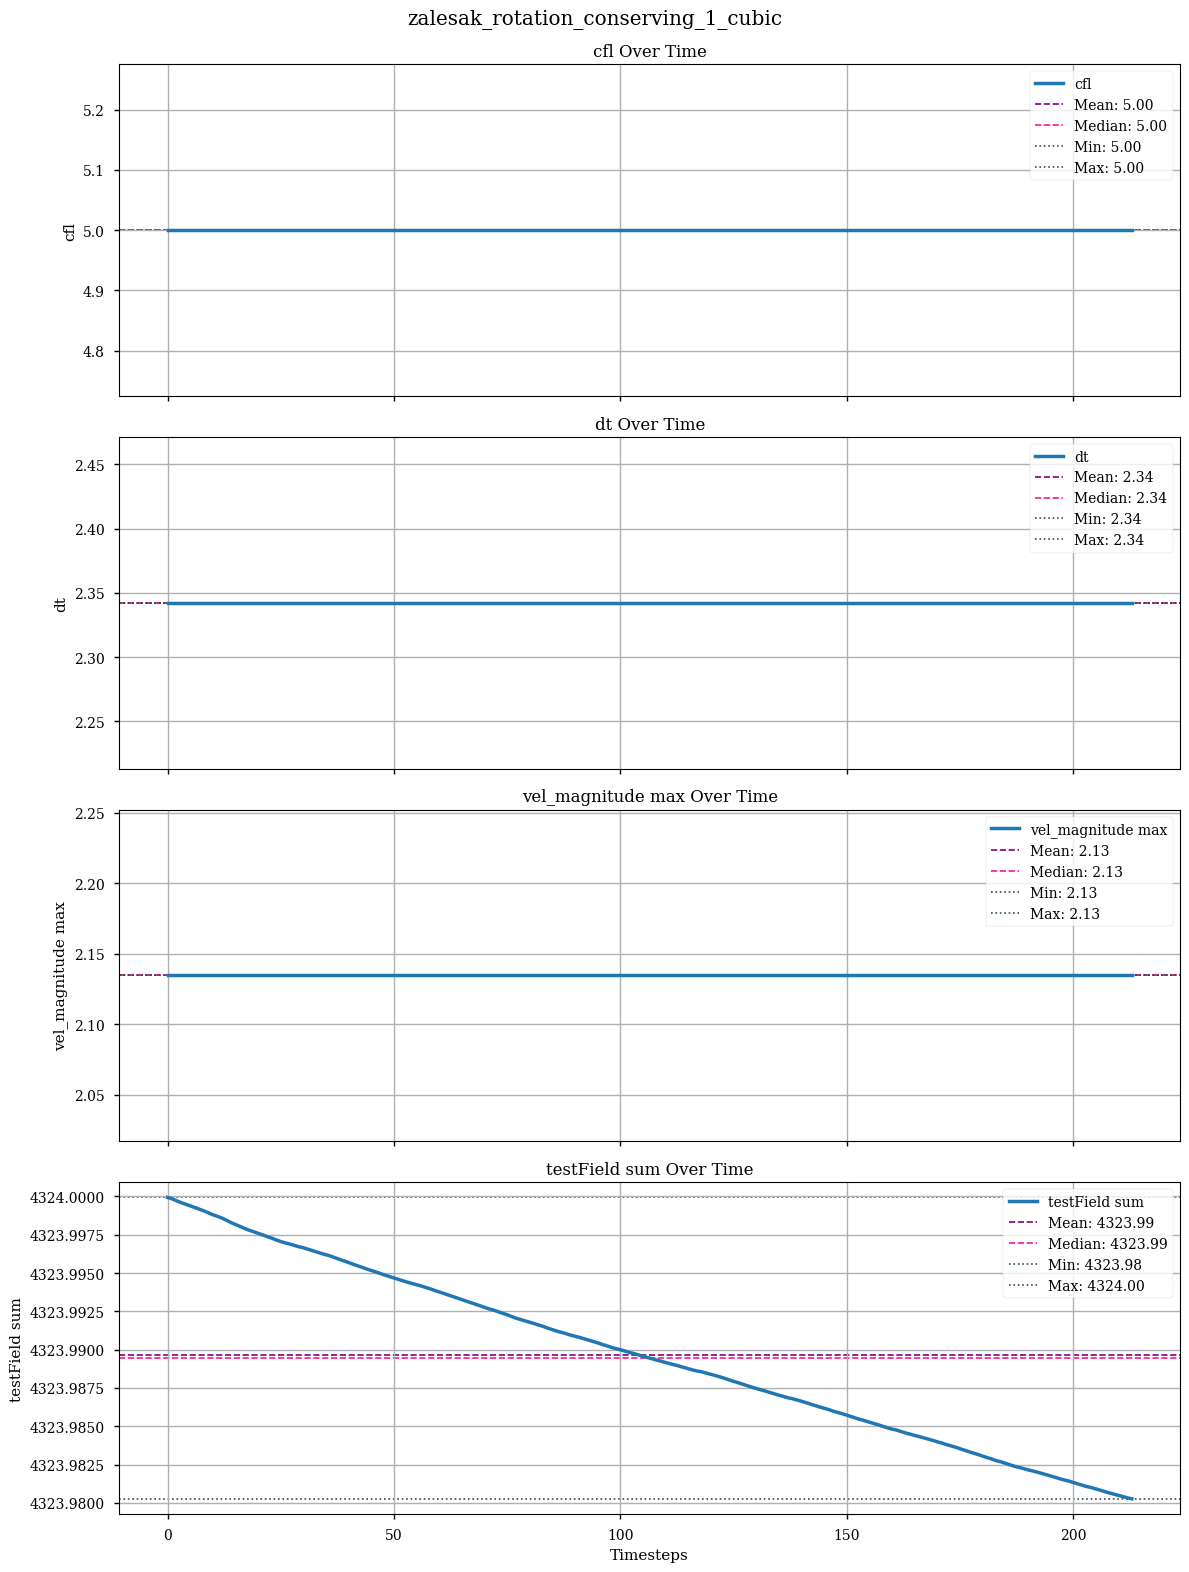 zalesak_rotation_conserving_1_cubic
cfl Over Time
cfl
5.2
5.1
5.0
4.9
4.8
cfl
Mean: 5.00
Median: 5.00
Min: 5.00
Max: 5.00
dt Over Time
dt
2.45
2.40
2.35
2.30
2.25
dt
Mean: 2.34
Median: 2.34
Min: 2.34
Max: 2.34
vel_magnitude max Over Time
vel_magnitude max
2.25
2.20
2.15
2.10
2.05
vel_magnitude max
Mean: 2.13
Median: 2.13
Min: 2.13
Max: 2.13
testField sum Over Time
testField sum
4324.0000
4323.9975
4323.9950
4323.9925
4323.9900
4323.9875
4323.9850
4323.9825
4323.9800
testField sum
Mean: 4323.99
Median: 4323.99
Min: 4323.98
Max: 4324.00
0 50 100 150 200
Timesteps